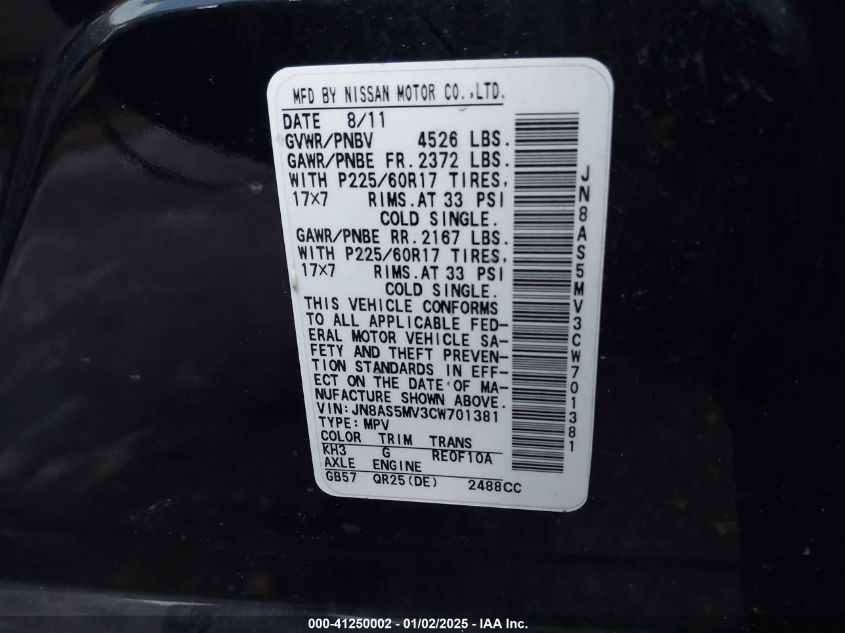 MFD BY NISSAN MOTOR CO.,LTD.
DATE 8/11
GVWR/PNBV 4526 LBS.
GAWR/PNBE FR. 2372 LBS.
WITH P225/60R17 TIRES,
17x7 RIMS.AT 33 PSI
COLD SINGLE.
GAWR/PNBE RR. 2167 LBS.
WITH P225/60R17 TIRES,
17x7 RIMS.AT 33 PSI
COLD SINGLE.
THIS VEHICLE CONFORMS
TO ALL APPLICABLE FED-
ERAL MOTOR VEHICLE SA-
FETY AND THEFT PREVEN-
TION STANDARDS IN EFF-
ECT ON THE DATE OF MA-
NUFACTURE SHOWN ABOVE.
VIN:JN8AS5MV3CW701381
TYPE:MPV
COLOR TRIM TRANS
KH3 G RE0F10A
AXLE ENGINE
GB57 QR25(DE) 2488CC
JN8AS5MV3CW701381
000-41250002 - 01/02/2025 - IAA Inc.